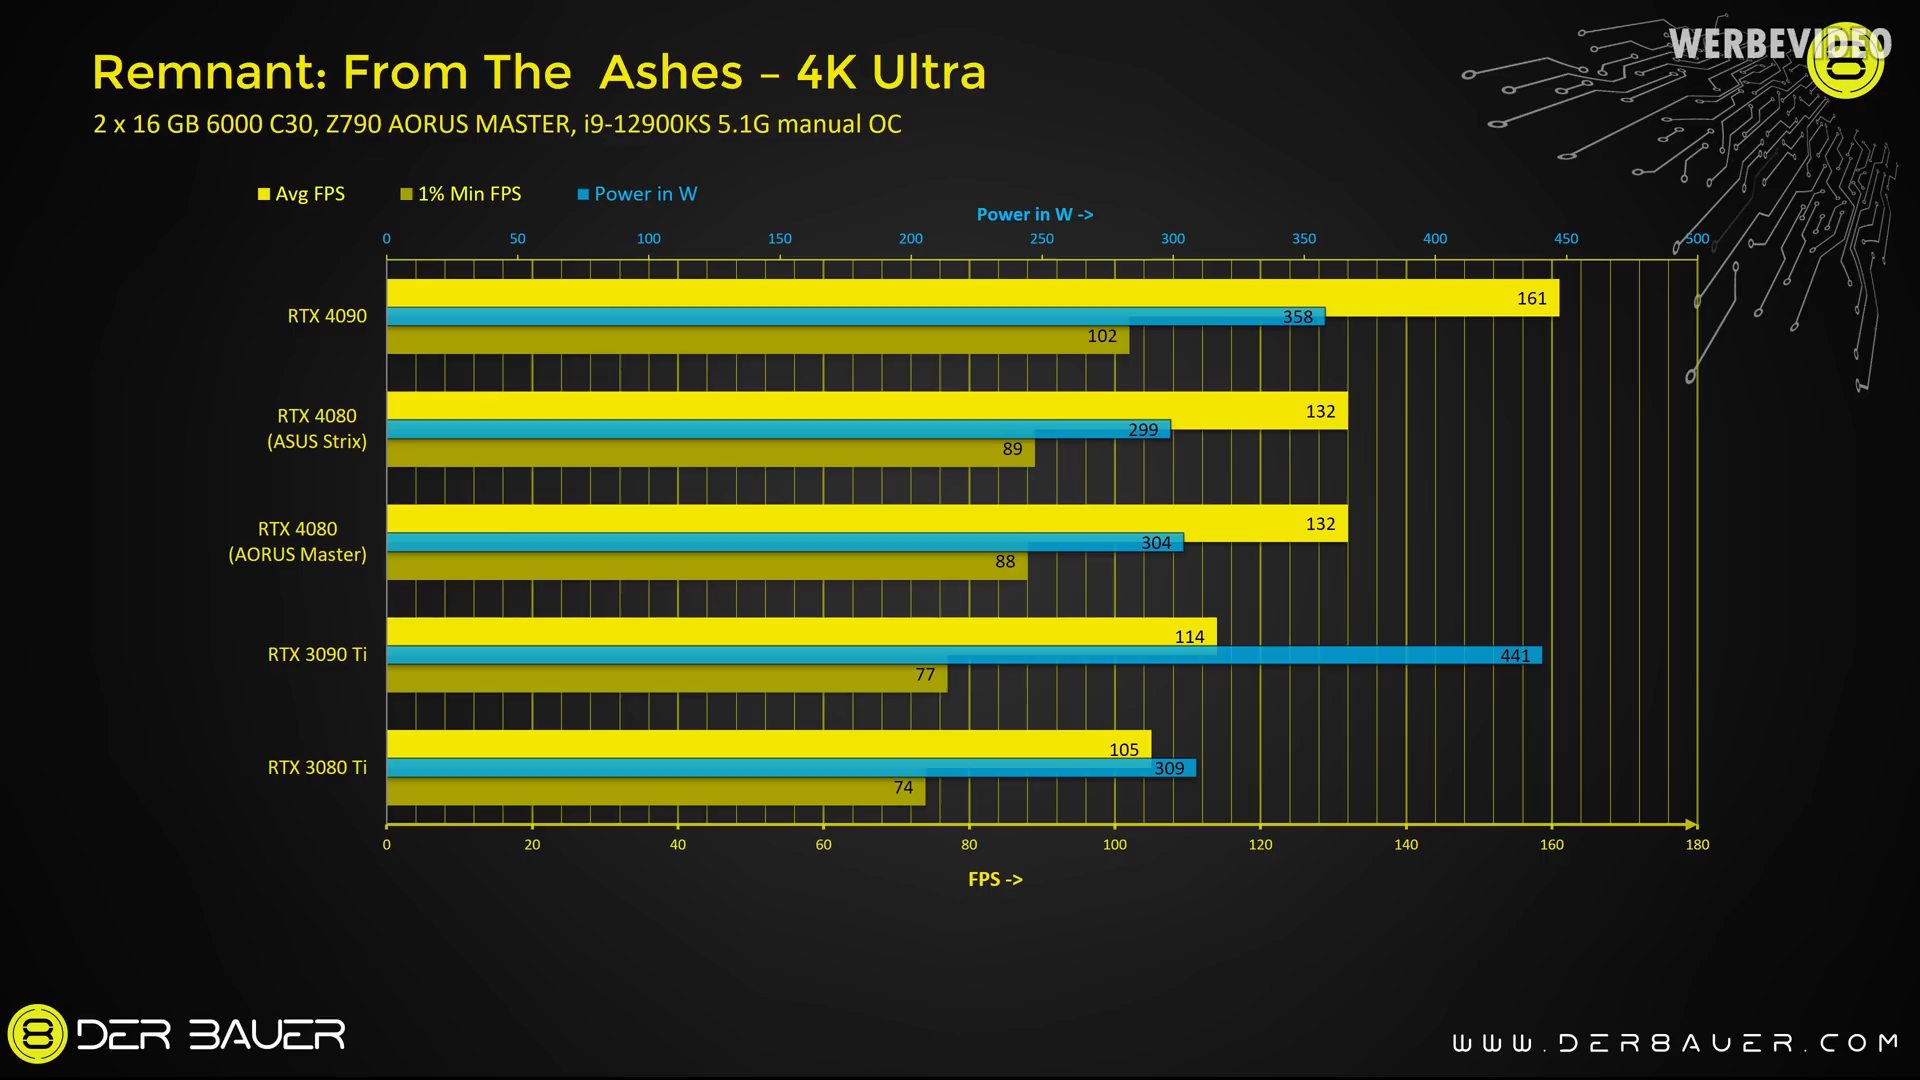 WERBEVIDEO
Remnant: From The Ashes – 4K Ultra
2 x 16 GB 6000 C30, Z790 AORUS MASTER, i9-12900KS 5.1G manual OC
Avg FPS 1% Min FPS Power in W
Power in W ->
0 50 100 150 200 250 300 350 400 450 500
161
RTX 4090 358
102
132
RTX 4080
(ASUS Strix) 299
89
132
RTX 4080
(AORUS Master) 304
88
114
RTX 3090 Ti 441
77
105
RTX 3080 Ti 309
74
0 20 40 60 80 100 120 140 160 180
FPS ->
8 DER BAUER
WWW.DER8AUER.COM